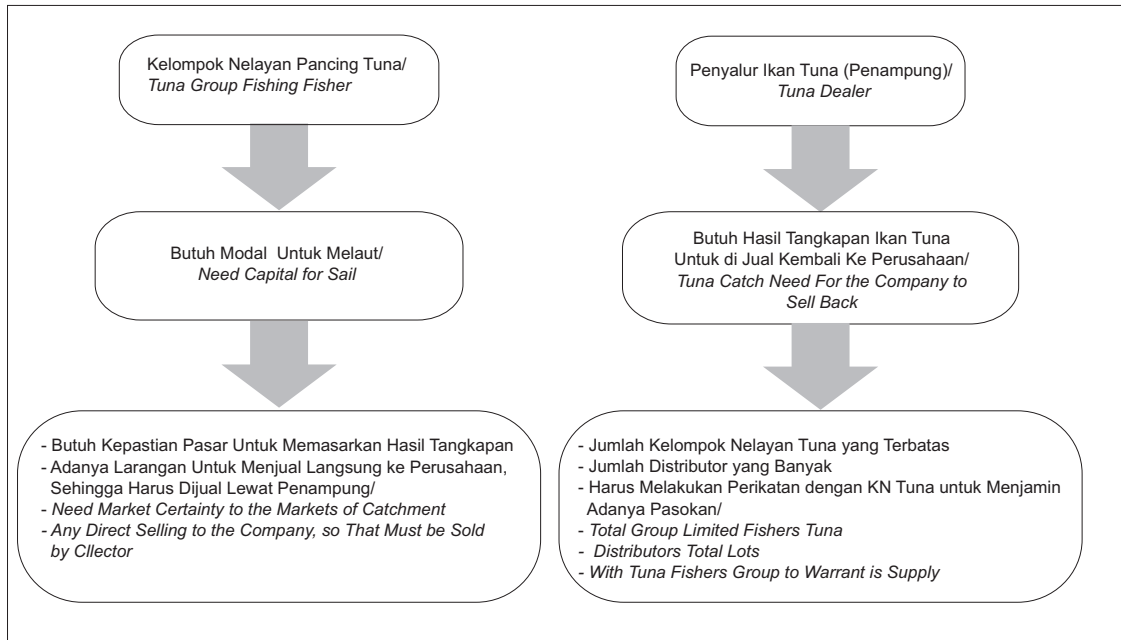 Kelompok Nelayan Pancing Tuna/
Tuna Group Fishing Fisher
Butuh Modal Untuk Melaut/
Need Capital for Sail
- Butuh Kepastian Pasar Untuk Memasarkan Hasil Tangkapan
- Adanya Larangan Untuk Menjual Langsung ke Perusahaan,
Sehingga Harus Dijual Lewat Penampung/
- Need Market Certainty to the Markets of Catchment
- Any Direct Selling to the Company, so That Must be Sold
by Cllector
Penyalur Ikan Tuna (Penampung)/
Tuna Dealer
Butuh Hasil Tangkapan Ikan Tuna
Untuk di Jual Kembali Ke Perusahaan/
Tuna Catch Need For the Company to
Sell Back
- Jumlah Kelompok Nelayan Tuna yang Terbatas
- Jumlah Distributor yang Banyak
- Harus Melakukan Perikatan dengan KN Tuna untuk Menjamin
Adanya Pasokan/
- Total Group Limited Fishers Tuna
- Distributors Total Lots
- With Tuna Fishers Group to Warrant is Supply